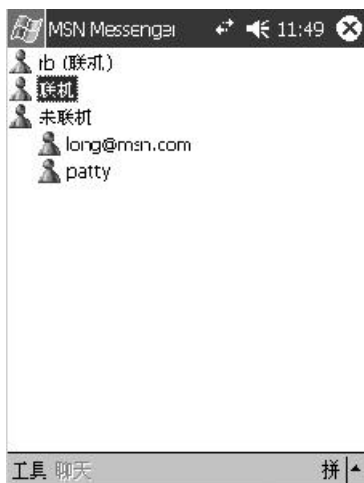 MSN Messenger 11:49
rb (联机)
联机
未联机
long@msn.com
patty
工具 聊天 拼